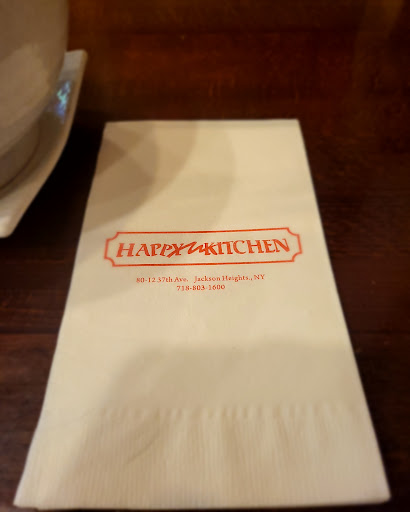 HAPPY KITCHEN
80-12 37th Ave. Jackson Heights., NY
718-803-1600